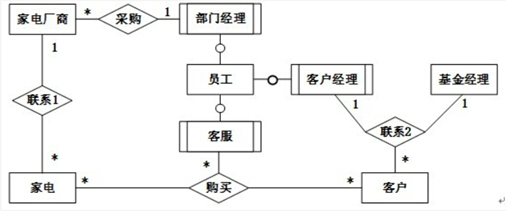 家电厂商
*
采购
1
部门经理
1
员工
客户经理
基金经理
联系1
1
1
客服
联系2
*
*
*
家电
*
购买
*
客户